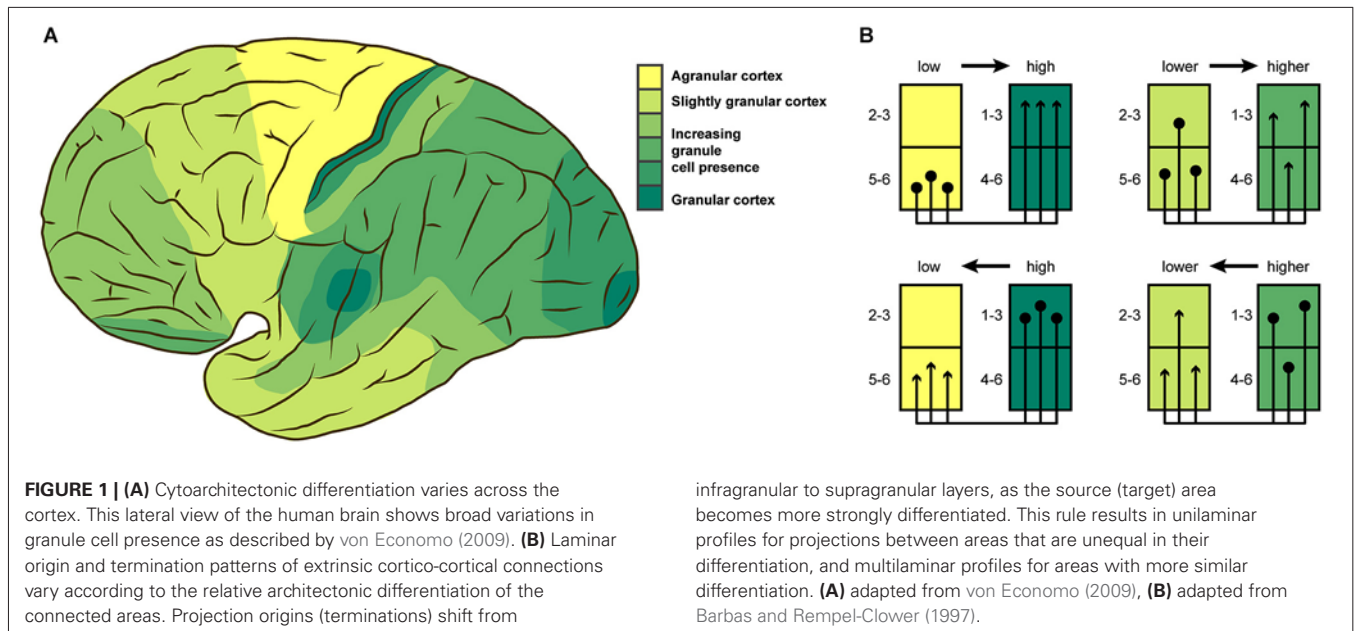 A
Agranular cortex
Slightly granular cortex
Increasing
granule
cell presence
Granular cortex
B
low high
2-3 1-3
5-6 4-6
lower higher
2-3 1-3
5-6 4-6
low high
2-3 1-3
5-6 4-6
lower higher
2-3 1-3
5-6 4-6
FIGURE 1 | (A) Cytoarchitectonic differentiation varies across the
cortex. This lateral view of the human brain shows broad variations in
granule cell presence as described by von Economo (2009). (B) Laminar
origin and termination patterns of extrinsic cortico-cortical connections
vary according to the relative architectonic differentiation of the
connected areas. Projection origins (terminations) shift from
infragranular to supragranular layers, as the source (target) area
becomes more strongly differentiated. This rule results in unilaminar
profiles for projections between areas that are unequal in their
differentiation, and multilaminar profiles for areas with more similar
differentiation. (A) adapted from von Economo (2009), (B) adapted from
Barbas and Rempel-Clower (1997).